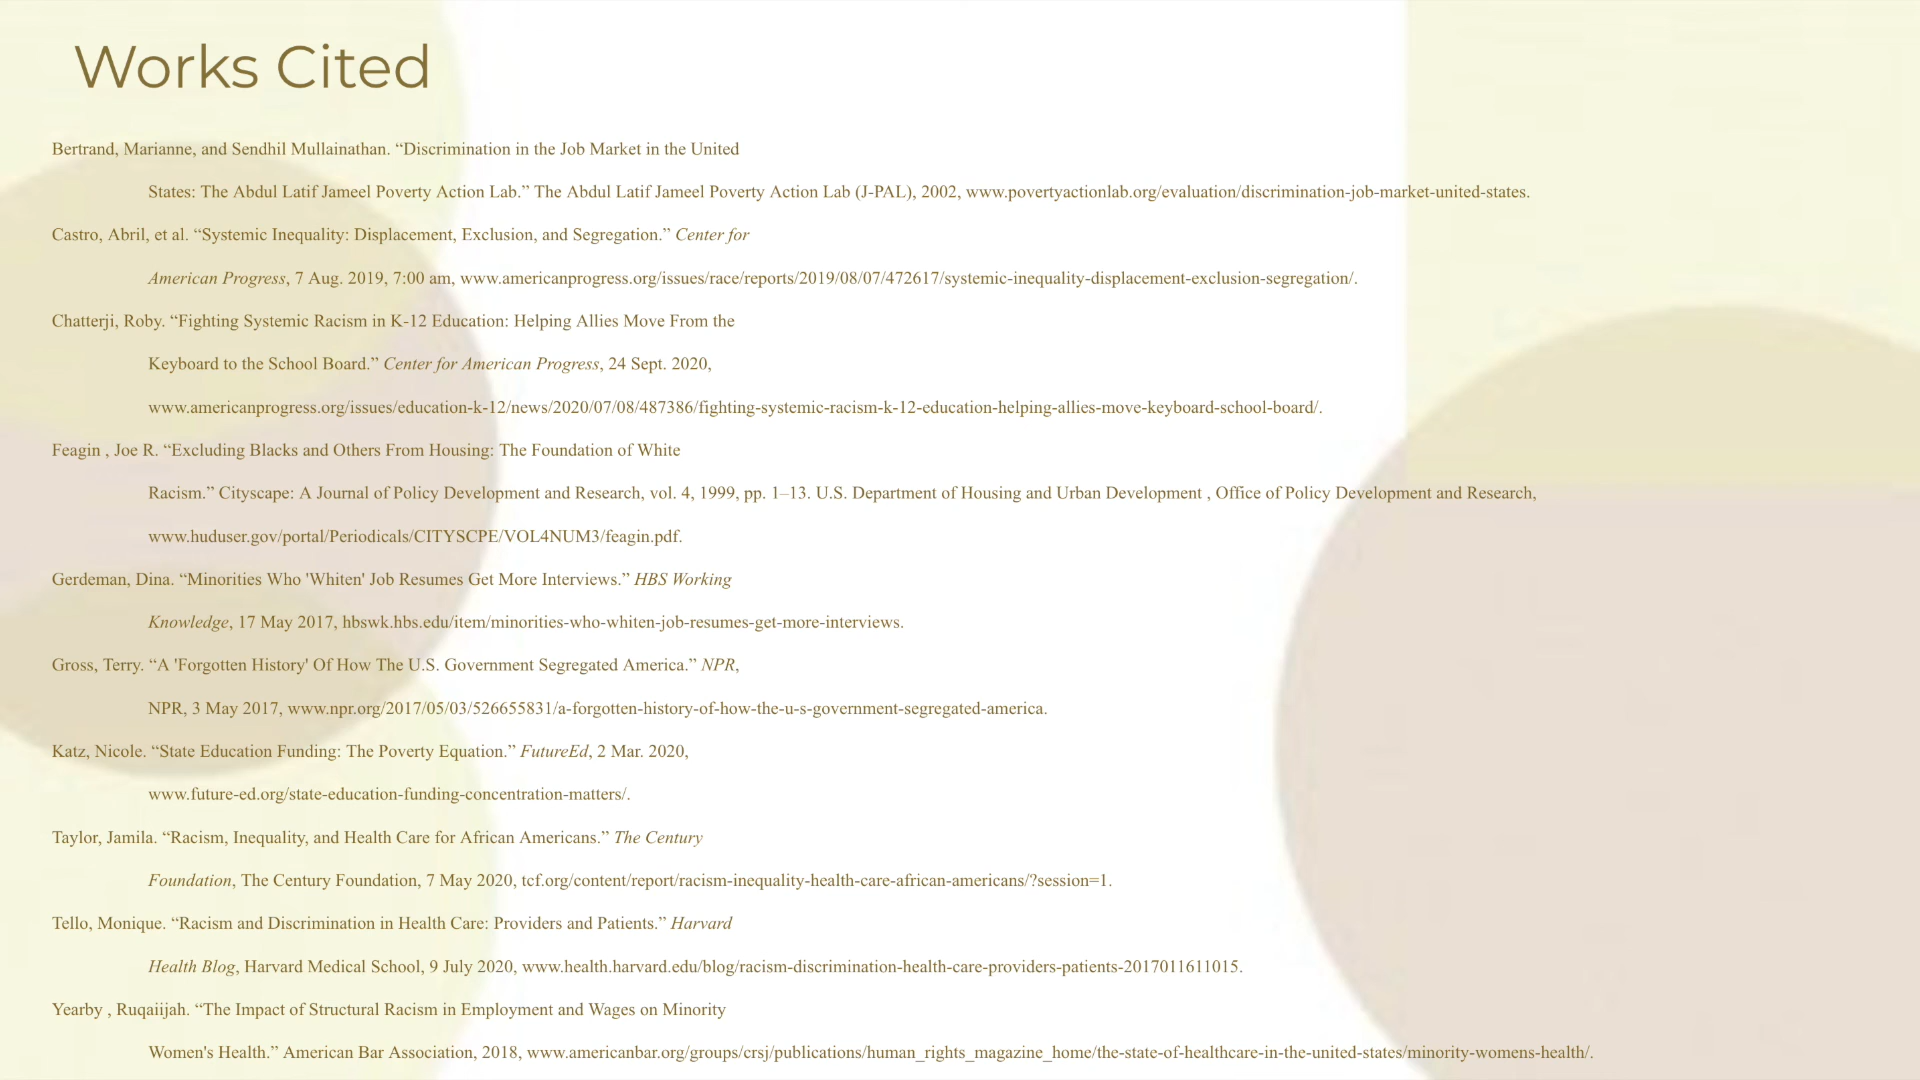 Works Cited
Bertrand, Marianne, and Sendhil Mullainathan. “Discrimination in the Job Market in the United
States: The Abdul Latif Jameel Poverty Action Lab.” The Abdul Latif Jameel Poverty Action Lab (J-PAL), 2002, www.povertyactionlab.org/evaluation/discrimination-job-market-united-states.
Castro, Abril, et al. “Systemic Inequality: Displacement, Exclusion, and Segregation.” Center for
American Progress, 7 Aug. 2019, 7:00 am, www.americanprogress.org/issues/race/reports/2019/08/07/472617/systemic-inequality-displacement-exclusion-segregation/.
Chatterji, Roby. “Fighting Systemic Racism in K-12 Education: Helping Allies Move From the
Keyboard to the School Board.” Center for American Progress, 24 Sept. 2020,
www.americanprogress.org/issues/education-k-12/news/2020/07/08/487386/fighting-systemic-racism-k-12-education-helping-allies-move-keyboard-school-board/.
Feagin , Joe R. “Excluding Blacks and Others From Housing: The Foundation of White
Racism.” Cityscape: A Journal of Policy Development and Research, vol. 4, 1999, pp. 1–13. U.S. Department of Housing and Urban Development , Office of Policy Development and Research,
www.huduser.gov/portal/Periodicals/CITYSCPE/VOL4NUM3/feagin.pdf.
Gerdeman, Dina. “Minorities Who 'Whiten' Job Resumes Get More Interviews.” HBS Working
Knowledge, 17 May 2017, hbswk.hbs.edu/item/minorities-who-whiten-job-resumes-get-more-interviews.
Gross, Terry. “A 'Forgotten History' Of How The U.S. Government Segregated America.” NPR,
NPR, 3 May 2017, www.npr.org/2017/05/03/526655831/a-forgotten-history-of-how-the-u-s-government-segregated-america.
Katz, Nicole. “State Education Funding: The Poverty Equation.” FutureEd, 2 Mar. 2020,
www.future-ed.org/state-education-funding-concentration-matters/.
Taylor, Jamila. “Racism, Inequality, and Health Care for African Americans.” The Century
Foundation, The Century Foundation, 7 May 2020, tcf.org/content/report/racism-inequality-health-care-african-americans/?session=1.
Tello, Monique. “Racism and Discrimination in Health Care: Providers and Patients.” Harvard
Health Blog, Harvard Medical School, 9 July 2020, www.health.harvard.edu/blog/racism-discrimination-health-care-providers-patients-2017011611015.
Yearby , Ruqaiijah. “The Impact of Structural Racism in Employment and Wages on Minority
Women's Health.” American Bar Association, 2018, www.americanbar.org/groups/crsj/publications/human_rights_magazine_home/the-state-of-healthcare-in-the-united-states/minority-womens-health/.